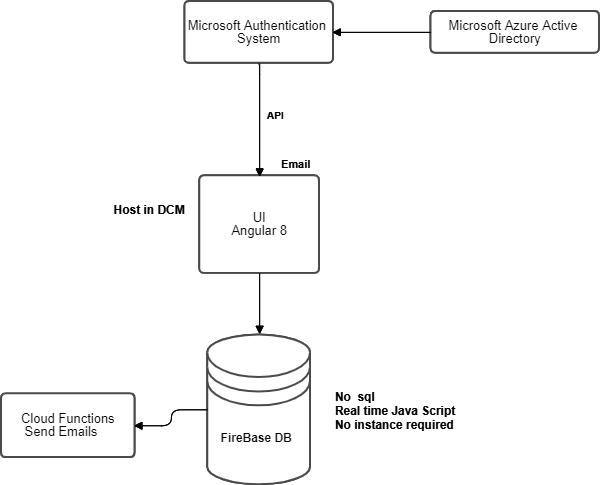 Microsoft Authentication
System
Microsoft Azure Active
Directory
API
Email
Host in DCM
UI
Angular 8
No sql
Real time Java Script
No instance required
Cloud Functions
Send Emails
FireBase DB